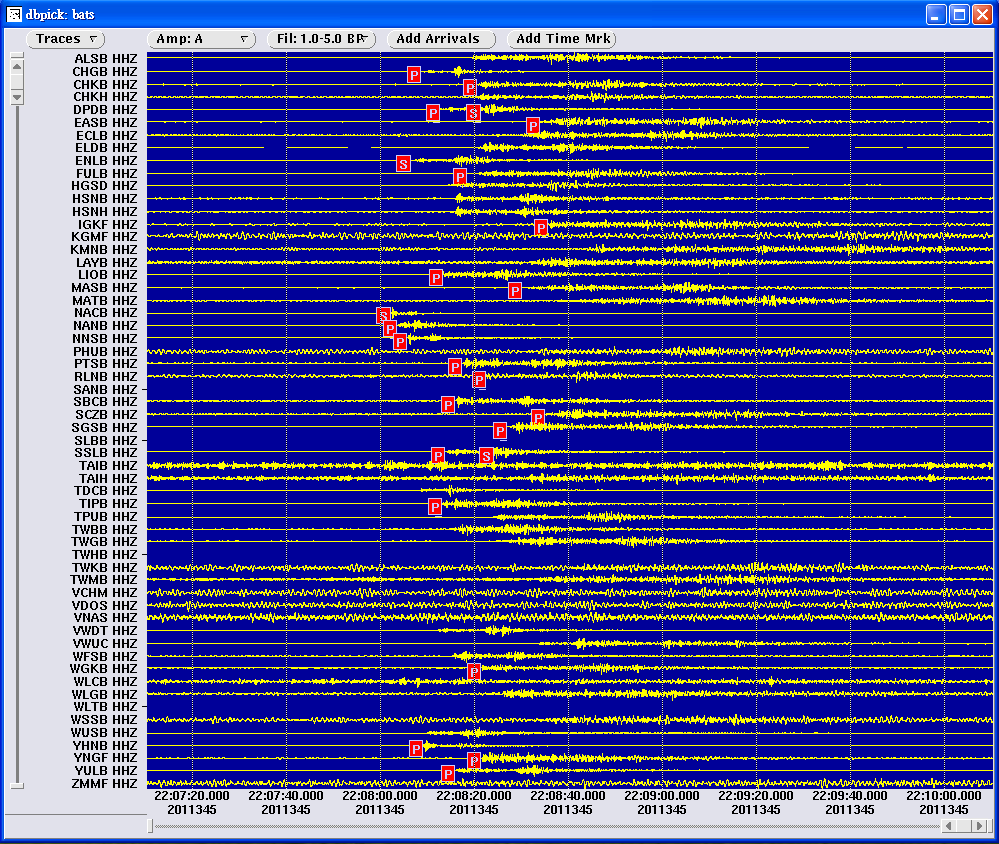 dbpick: bats
Traces Amp: A Fil: 1.0-5.0 BP Add Arrivals Add Time Mrk
ALSB HHZ
CHGB HHZ P
CHKB HHZ P
CHKH HHZ
DPDB HHZ P S
EASB HHZ P
ECLB HHZ
ELDB HHZ
ENLB HHZ S
FULB HHZ P
HGSD HHZ
HSNB HHZ
HSNH HHZ
IGKF HHZ P
KGMF HHZ
KMNB HHZ
LAYB HHZ
LIOB HHZ P
MASB HHZ P
MATB HHZ
NACB HHZ S
NANB HHZ P
NNSB HHZ P
PHUB HHZ
PTSB HHZ P
RLNB HHZ P
SANB HHZ
SBCB HHZ P
SCZB HHZ P
SGSB HHZ P
SLBB HHZ
SSLB HHZ P S
TAIB HHZ
TAIH HHZ
TDCB HHZ
TIPB HHZ P
TPUB HHZ
TWBB HHZ
TWGB HHZ
TWHB HHZ
TWKB HHZ
TWMB HHZ
VCHM HHZ
VDOS HHZ
VNAS HHZ
VWDT HHZ
VWUC HHZ
WFSB HHZ
WGKB HHZ P
WLCB HHZ
WLGB HHZ
WLTB HHZ
WSSB HHZ
WUSB HHZ
YHNB HHZ P
YNGF HHZ P
YULB HHZ P
ZMMF HHZ
22:07:20.000 22:07:40.000 22:08:00.000 22:08:20.000 22:08:40.000 22:09:00.000 22:09:20.000 22:09:40.000 22:10:00.000
2011345 2011345 2011345 2011345 2011345 2011345 2011345 2011345 2011345